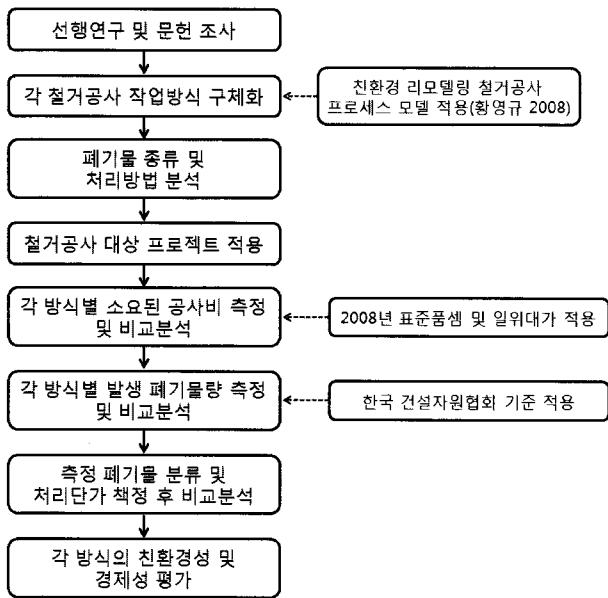 선행연구 및 문헌 조사
각 철거공사 작업방식 구체화
친환경 리모델링 철거공사
프로세스 모델 적용(황영규 2008)
폐기물 종류 및
처리방법 분석
철거공사 대상 프로젝트 적용
각 방식별 소요된 공사비 측정
및 비교분석
2008년 표준품셈 및 일위대가 적용
각 방식별 발생 폐기물량 측정
및 비교분석
한국 건설자원협회 기준 적용
측정 폐기물 분류 및
처리단가 책정 후 비교분석
각 방식의 친환경성 및
경제성 평가